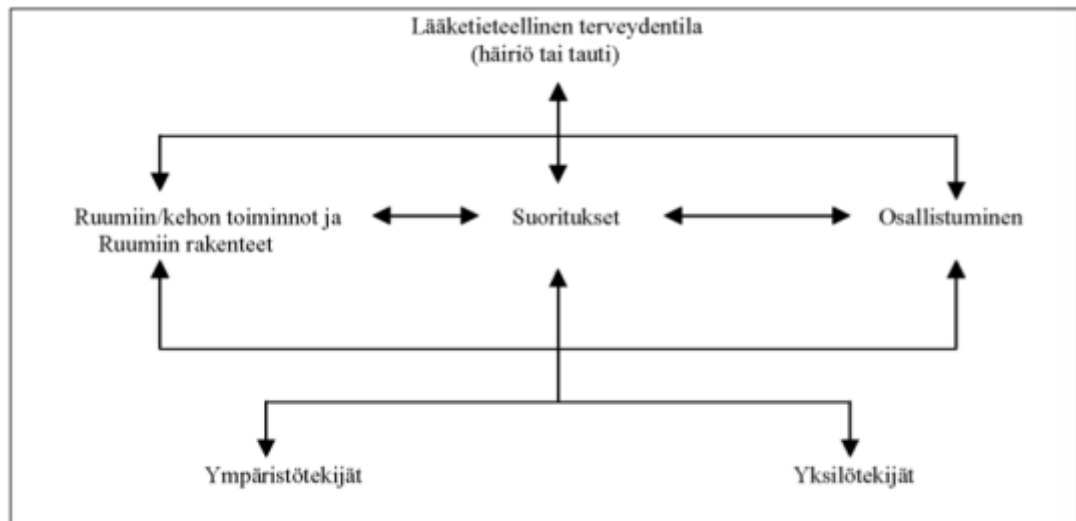 Lääketieteellinen terveydentila
(häiriö tai tauti)
Ruumiin/kehon toiminnot ja
Ruumiin rakenteet
Suoritukset
Osallistuminen
Ympäristötekijät
Yksilötekijät